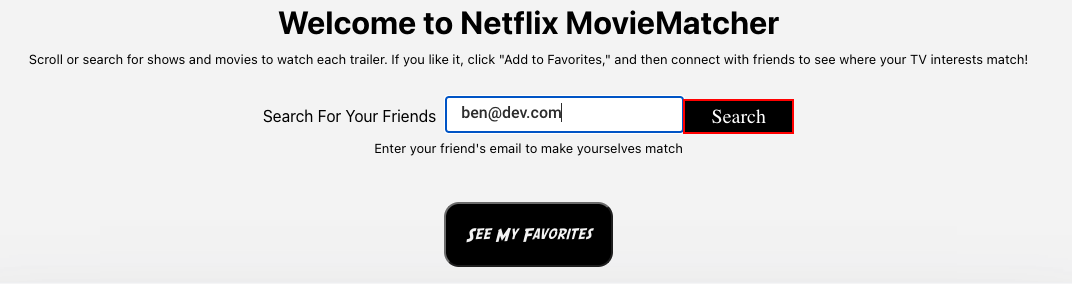 Welcome to Netflix MovieMatcher
Scroll or search for shows and movies to watch each trailer. If you like it, click "Add to Favorites," and then connect with friends to see where your TV interests match!
Search For Your Friends ben@dev.com Search
Enter your friend's email to make yourselves match
See My Favorites